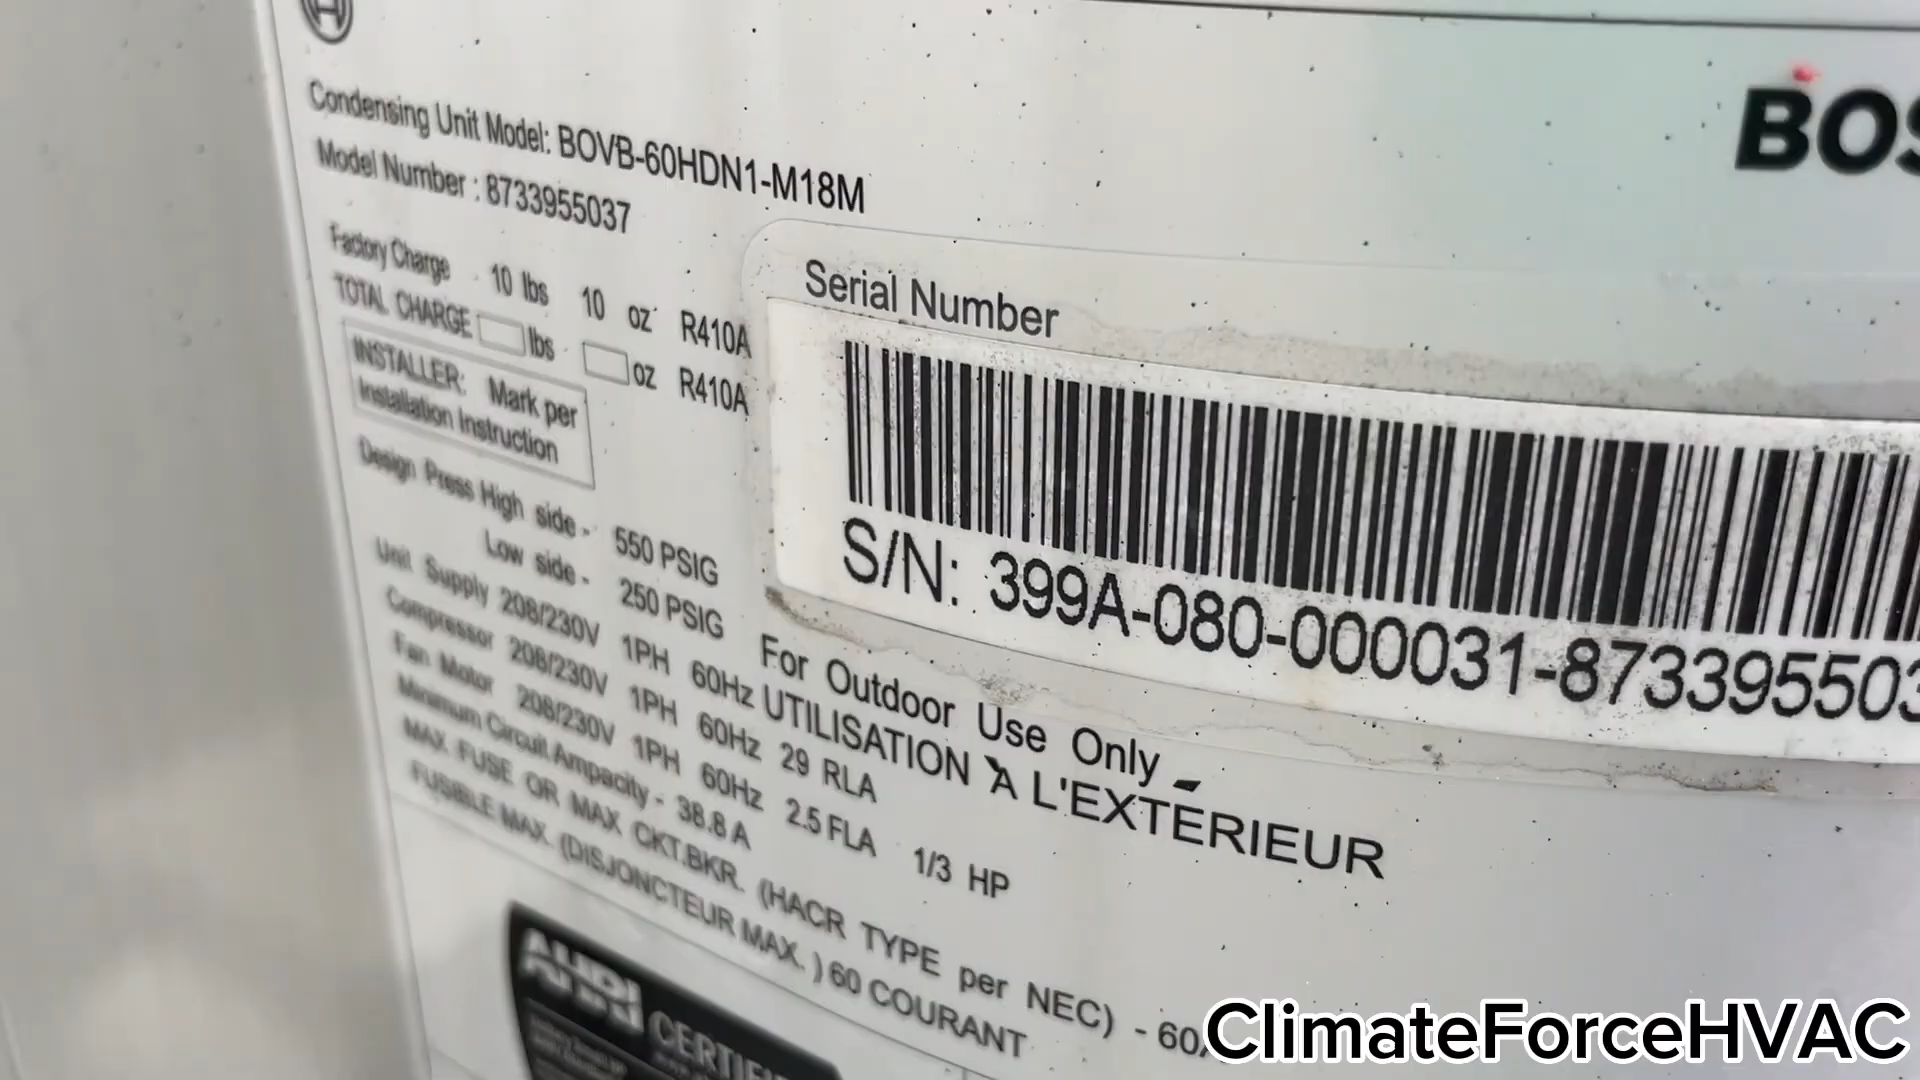 BOS
Condensing Unit Model: BOVB-60HDN1-M18M
Model Number : 8733955037
Factory Charge 10 lbs 10 oz R410A
TOTAL CHARGE lbs oz R410A
INSTALLER: Mark per
Installation Instruction
Serial Number
S/N: 399A-080-000031-873395503
Design Press High side - 550 PSIG
Low side - 250 PSIG
Unit Supply 208/230V 1PH 60Hz
Compressor 208/230V 1PH 60Hz 29 RLA
Fan Motor 208/230V 1PH 60Hz 2.5 FLA 1/3 HP
Minimum Circuit Ampacity - 38.8 A
MAX. FUSE OR MAX. CKT.BKR. (HACR TYPE per NEC) - 60
FUSIBLE MAX. (DISJONCTEUR MAX. ) 60 COURANT
For Outdoor Use Only
UTILISATION À L'EXTÉRIEUR
CERTIFI
ClimateForceHVAC